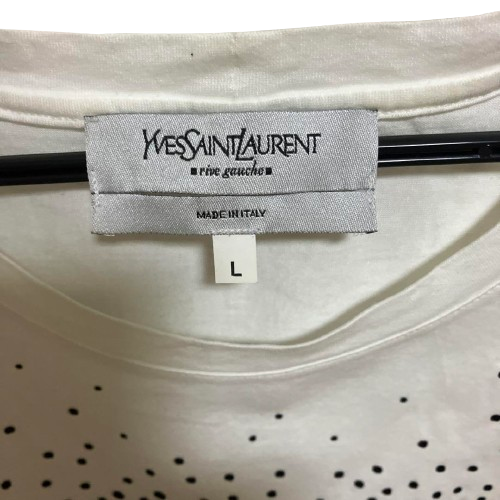 YVESSAINTLAURENT
▪rive gauche▪
MADE IN ITALY
L